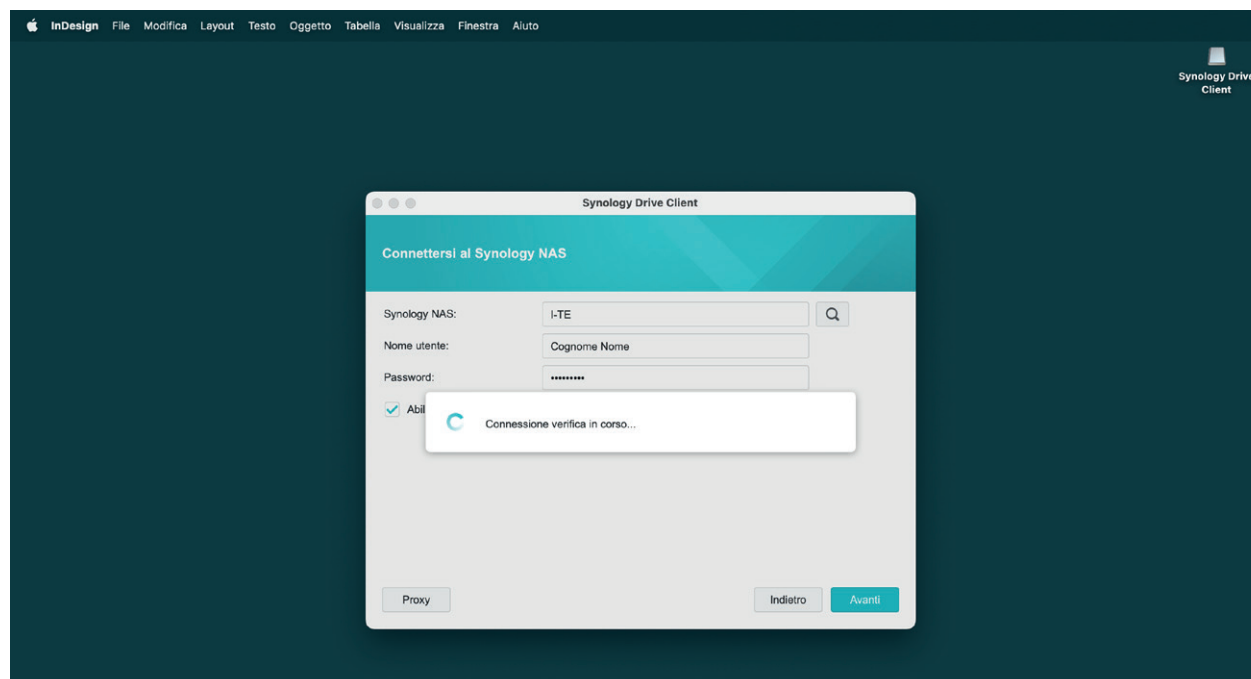 InDesign File Modifica Layout Testo Oggetto Tabella Visualizza Finestra Aiuto
Synology Drive
Client
Synology Drive Client
Connettersi al Synology NAS
Synology NAS: I-TE
Nome utente: Cognome Nome
Password: •••••••••
Abil
Connessione verifica in corso...
Proxy Indietro Avanti